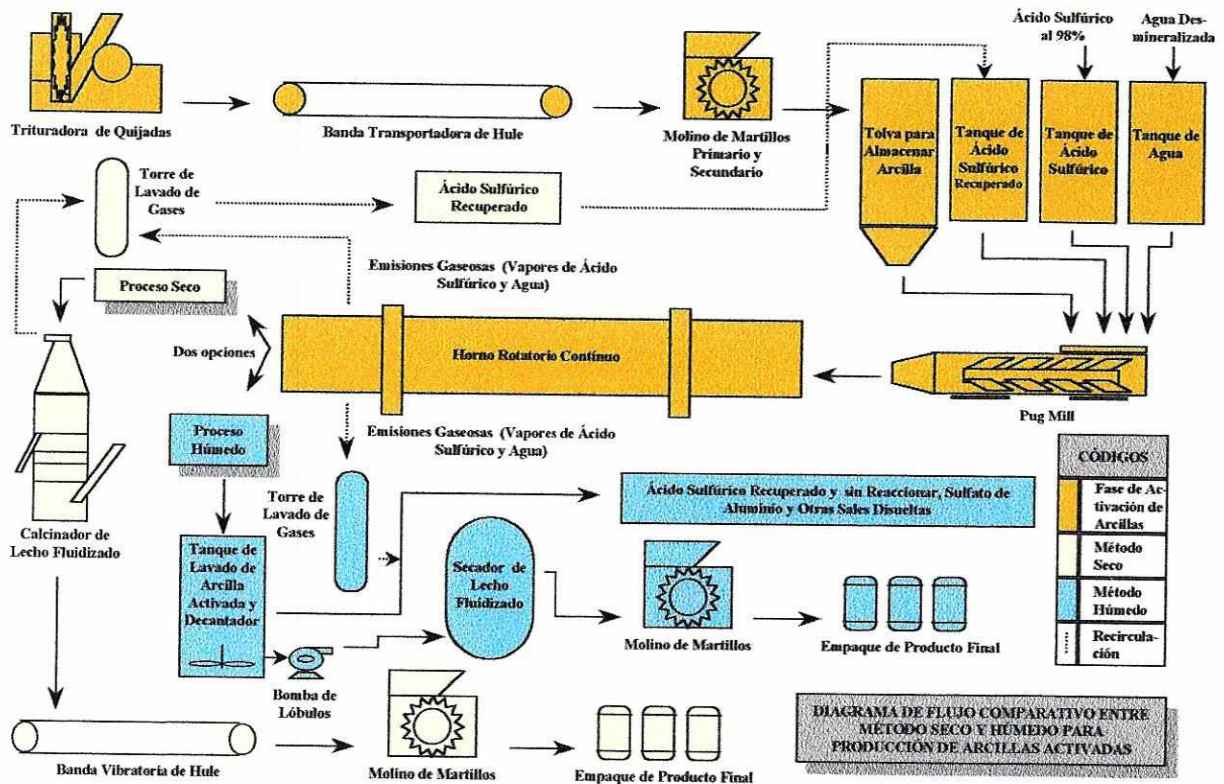 Ácido Sulfúrico
al 98%
Agua Des-
mineralizada
Trituradora de Quijadas
Banda Transportadora de Hule
Molino de Martillos
Primario y
Secundario
Tolva para
Almacenar
Arcilla
Tanque de
Ácido
Sulfúrico
Recuperado
Tanque de
Ácido
Sulfúrico
Tanque de
Agua
Torre de
Lavado de
Gases
Ácido Sulfúrico
Recuperado
Emisiones Gaseosas (Vapores de Ácido
Sulfúrico y Agua)
Proceso Seco
Dos opciones
Horno Rotatorio Contínuo
Pug Mill
Proceso
Húmedo
Emisiones Gaseosas (Vapores de Ácido
Sulfúrico y Agua)
Torre de
Lavado de
Gases
Ácido Sulfúrico Recuperado y sin Reaccionar, Sulfato de
Aluminio y Otras Sales Disueltas
Calcinador de
Lecho Fluidizado
Tanque de
Lavado de
Arcilla
Activada y
Decantador
Secador de
Lecho
Fluidizado
Molino de Martillos
Empaque de Producto Final
Bomba de
Lóbulos
CÓDIGOS
Fase de Ac-
tivación de
Arcillas
Método
Seco
Método
Húmedo
Recircula-
ción
Banda Vibratoria de Hule
Molino de Martillos
Empaque de Producto Final
DIAGRAMA DE FLUJO COMPARATIVO ENTRE
MÉTODO SECO Y HÚMEDO PARA
PRODUCCIÓN DE ARCILLAS ACTIVADAS